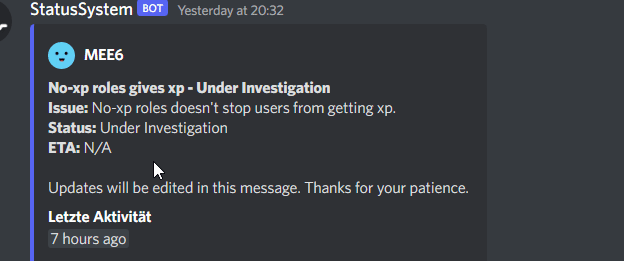 StatusSystem BOT Yesterday at 20:32
MEE6
No-xp roles gives xp - Under Investigation
Issue: No-xp roles doesn't stop users from getting xp.
Status: Under Investigation
ETA: N/A
Updates will be edited in this message. Thanks for your patience.
Letzte Aktivität
7 hours ago